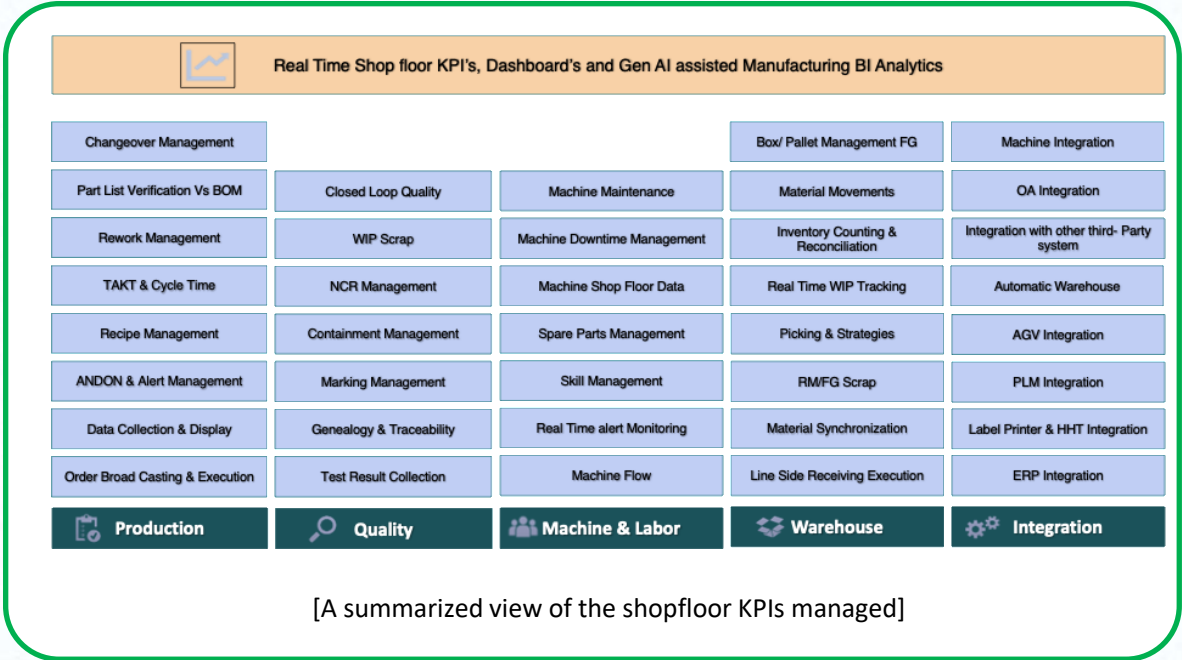 Real Time Shop floor KPI's, Dashboard's and Gen AI assisted Manufacturing BI Analytics
Changeover Management
Part List Verification Vs BOM
Rework Management
TAKT & Cycle Time
Recipe Management
ANDON & Alert Management
Data Collection & Display
Order Broad Casting & Execution
Production
Closed Loop Quality
WIP Scrap
NCR Management
Containment Management
Marking Management
Genealogy & Traceability
Test Result Collection
Quality
Machine Maintenance
Machine Downtime Management
Machine Shop Floor Data
Spare Parts Management
Skill Management
Real Time alert Monitoring
Machine Flow
Machine & Labor
Box/ Pallet Management FG
Material Movements
Inventory Counting &
Reconciliation
Real Time WIP Tracking
Picking & Strategies
RM/FG Scrap
Material Synchronization
Line Side Receiving Execution
Warehouse
Machine Integration
OA Integration
Integration with other third- Party
system
Automatic Warehouse
AGV Integration
PLM Integration
Label Printer & HHT Integration
ERP Integration
Integration
[A summarized view of the shopfloor KPIs managed]